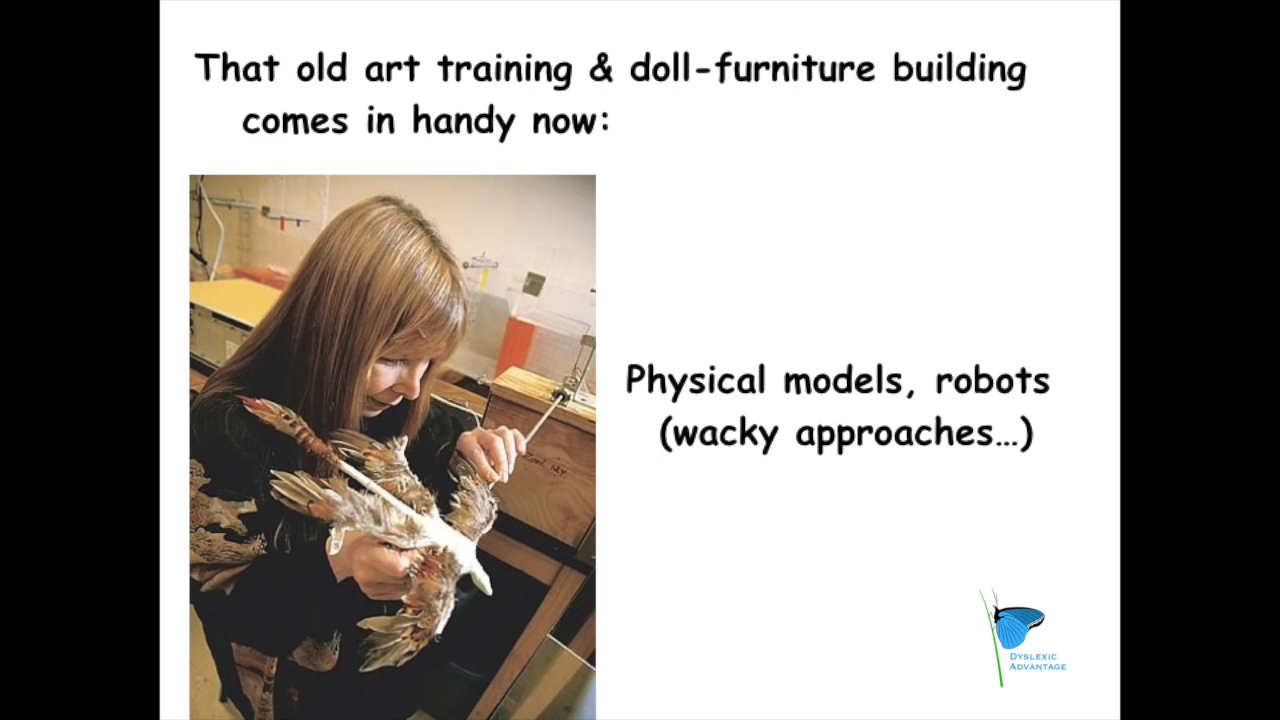 That old art training & doll-furniture building
comes in handy now:
Physical models, robots
(wacky approaches...)
DYSLEXIC
ADVANTAGE